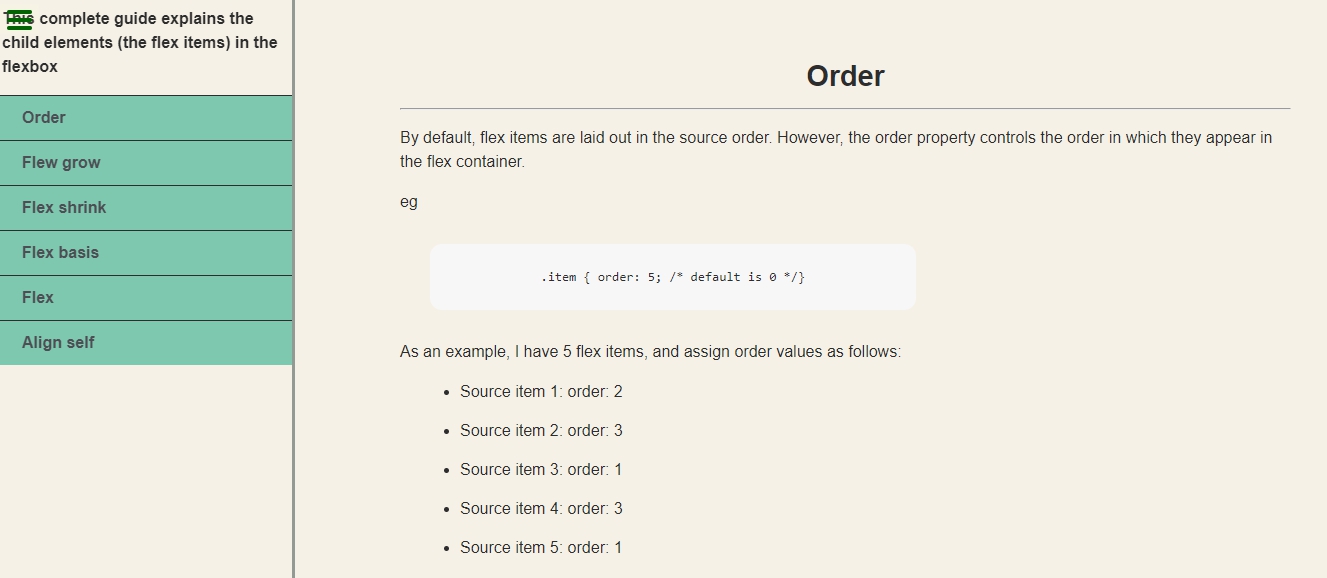 This complete guide explains the
child elements (the flex items) in the
flexbox
Order
Flew grow
Flex shrink
Flex basis
Flex
Align self
Order
By default, flex items are laid out in the source order. However, the order property controls the order in which they appear in
the flex container.
eg
.item { order: 5; /* default is 0 */}
As an example, I have 5 flex items, and assign order values as follows:
• Source item 1: order: 2
• Source item 2: order: 3
• Source item 3: order: 1
• Source item 4: order: 3
• Source item 5: order: 1